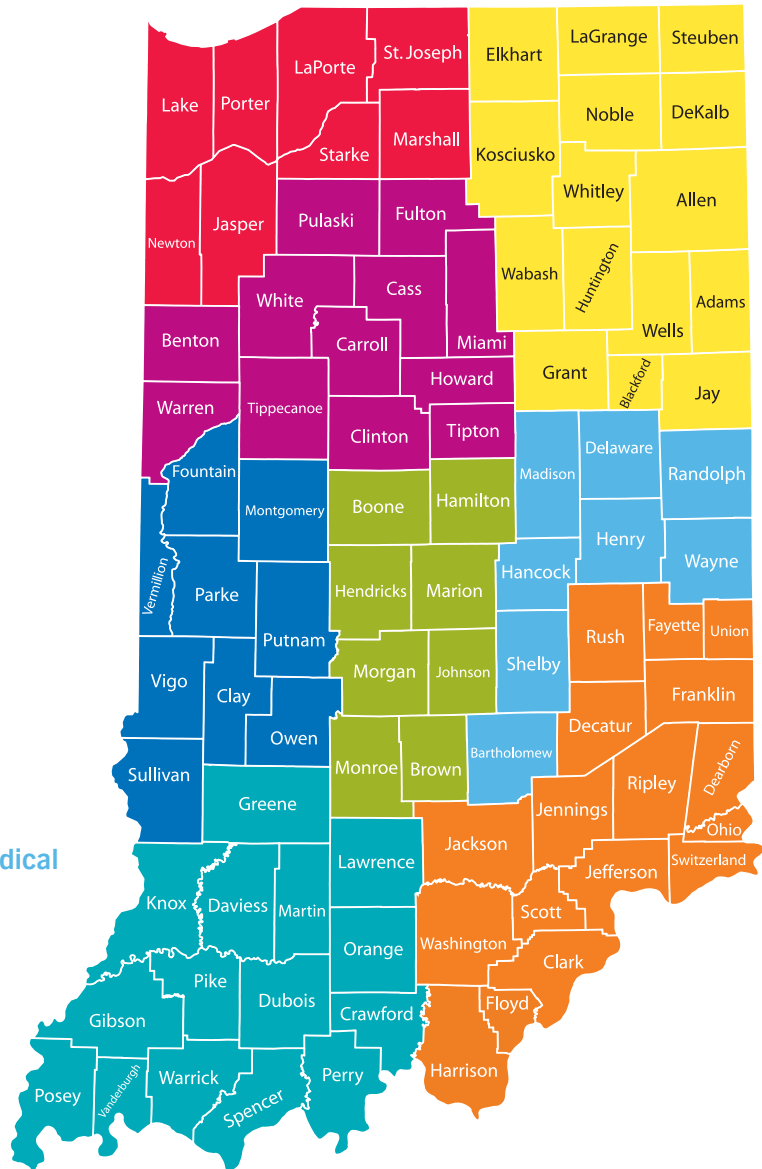 LaGrange
Steuben
St. Joseph
Elkhart
LaPorte
Lake
Porter
Noble
DeKalb
Marshall
Starke
Kosciusko
Whitley
Allen
Pulaski
Fulton
Jasper
Newton
Wabash
Huntington
White
Cass
Adams
Wells
Benton
Carroll
Miami
Howard
Grant
Blackford
Jay
Warren
Tippecanoe
Clinton
Tipton
Fountain
Madison
Delaware
Randolph
Montgomery
Boone
Hamilton
Henry
Wayne
Vermillion
Parke
Hendricks
Marion
Hancock
Putnam
Rush
Fayette
Union
Vigo
Clay
Morgan
Johnson
Shelby
Franklin
Owen
Decatur
Sullivan
Monroe
Brown
Bartholomew
Ripley
Dearborn
Greene
Jennings
Ohio
dical
Lawrence
Jackson
Jefferson
Switzerland
Knox
Daviess
Martin
Scott
Orange
Washington
Clark
Pike
Dubois
Crawford
Floyd
Gibson
Harrison
Posey
Vanderburgh
Warrick
Spencer
Perry